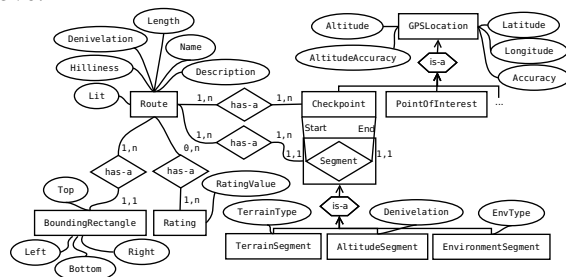 Length
Altitude
GPSLocation
Latitude
Denivelation
Name
Longitude
AltitudeAccuracy
is-a
Hilliness
Description
Accuracy
Lit
Route
1,n
has-a
1,n
Checkpoint
PointOfInterest
...
1,n
1,n
Start
End
has-a
1,n
0,n
1,1
Segment
1,1
has-a
has-a
Top
1,1
1,n
RatingValue
is-a
TerrainType
Denivelation
EnvType
BoundingRectangle
Rating
Left
Right
TerrainSegment
AltitudeSegment
EnvironmentSegment
Bottom